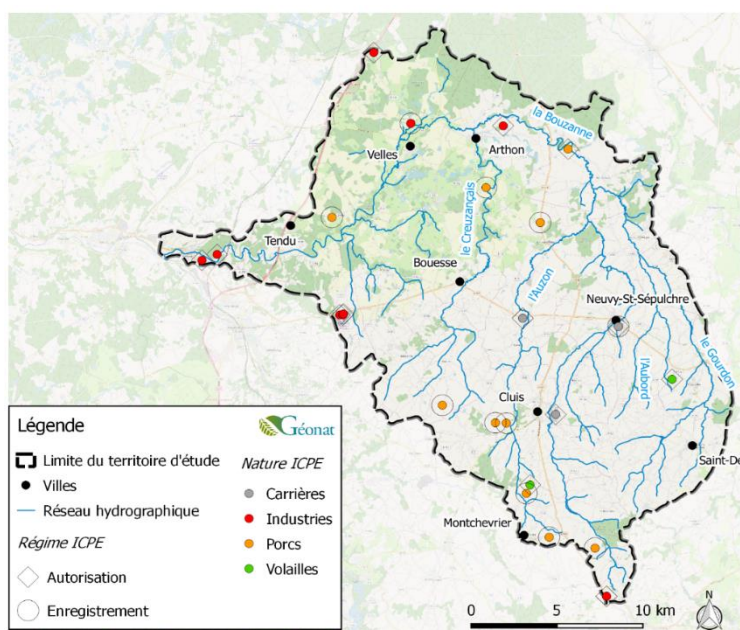 la Bouzanne
Velles
Arthon
le Creuzançais
Tendu
Bouesse
l'Auzon
Neuvy-St-Sépulchre
le Gourdon
l'Aubord
Cluis
Saint-De
Montchevrier
Légende
Géonat
Limite du territoire d'étude
Villes
Réseau hydrographique
Régime ICPE
Autorisation
Enregistrement
Nature ICPE
Carrières
Industries
Porcs
Volailles
0 5 10 km
N